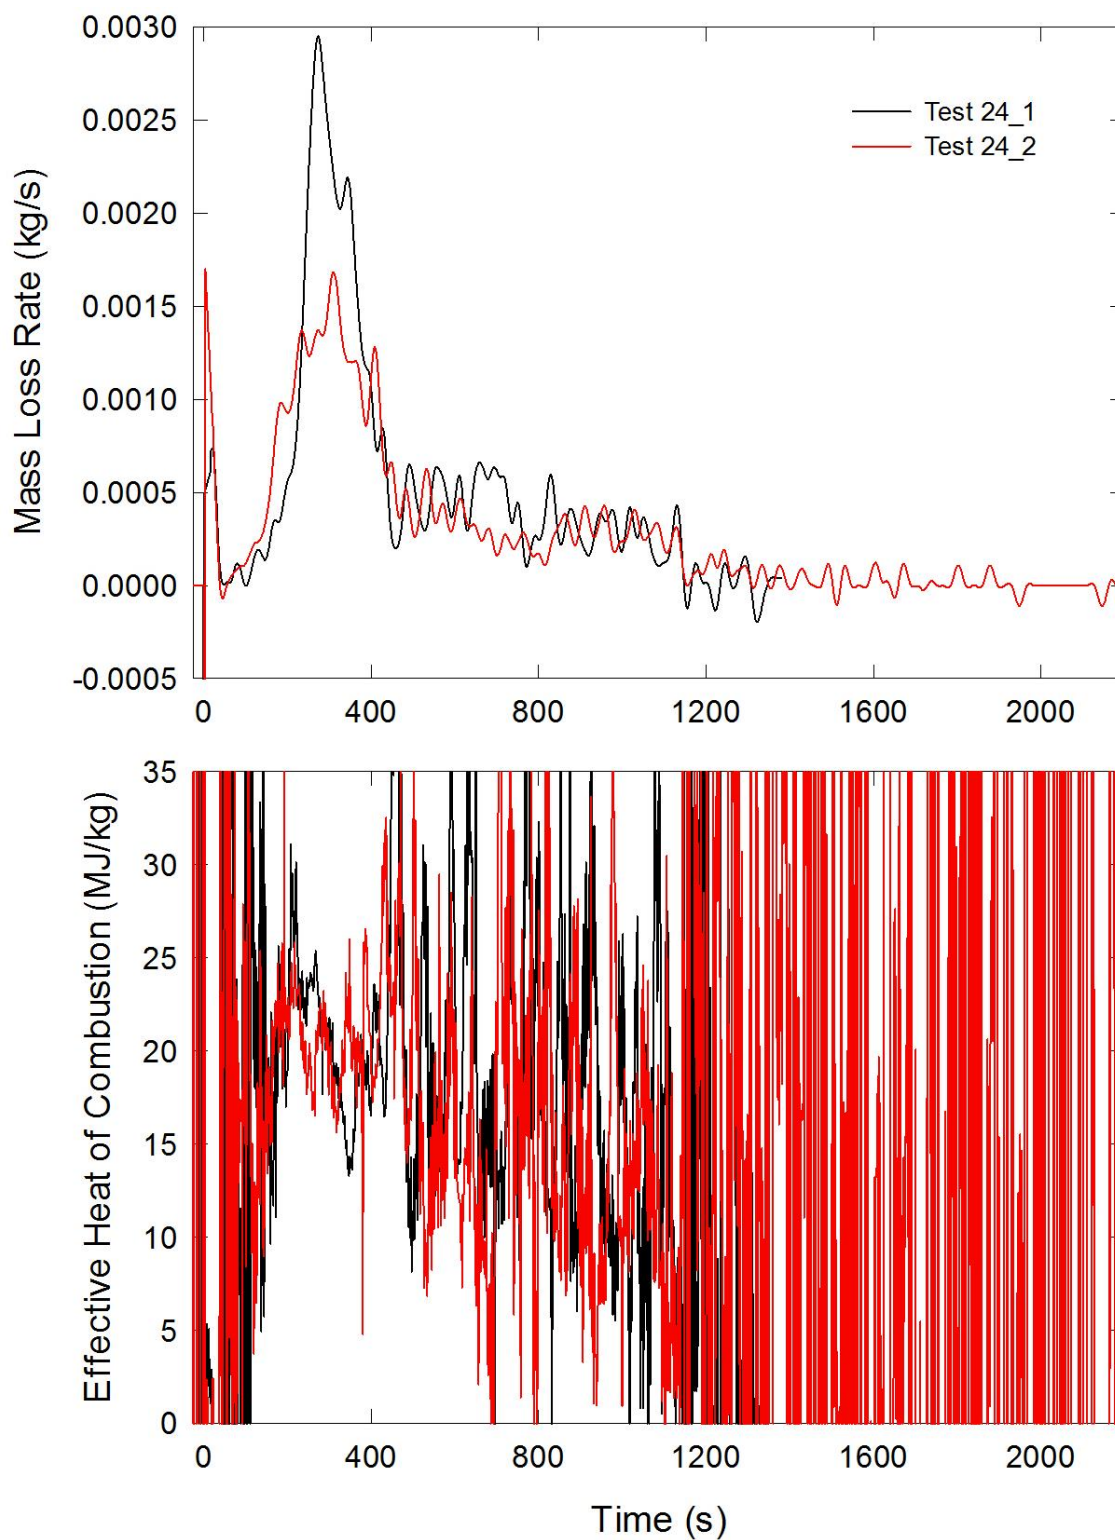 0.0030
0.0025
0.0020
0.0015
0.0010
0.0005
0.0000
-0.0005
Mass Loss Rate (kg/s)
Test 24_1
Test 24_2
0 400 800 1200 1600 2000
35
30
25
20
15
10
5
0
Effective Heat of Combustion (MJ/kg)
0 400 800 1200 1600 2000
Time (s)